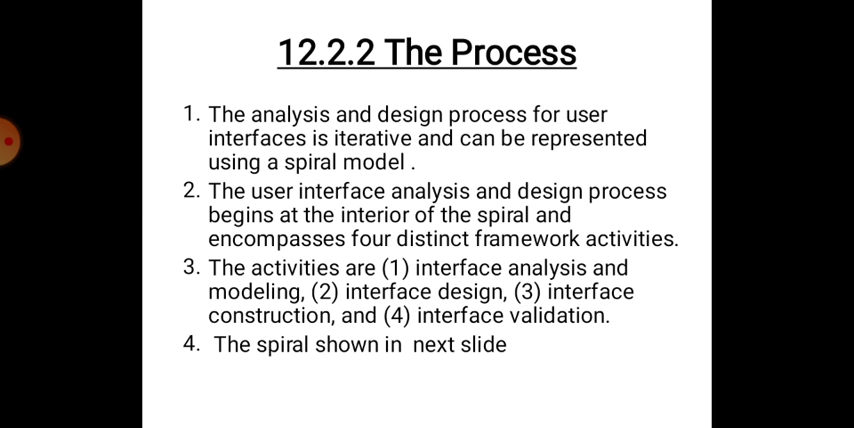 12.2.2 The Process
1. The analysis and design process for user
interfaces is iterative and can be represented
using a spiral model .
2. The user interface analysis and design process
begins at the interior of the spiral and
encompasses four distinct framework activities.
3. The activities are (1) interface analysis and
modeling, (2) interface design, (3) interface
construction, and (4) interface validation.
4. The spiral shown in next slide